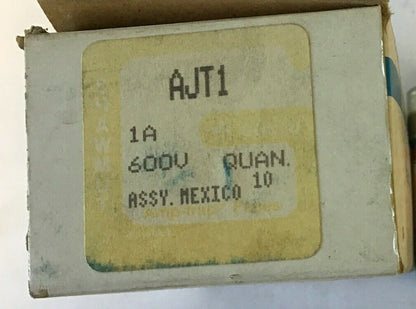 AJT1
1A
600V QUAN.
10
ASSY. MEXICO